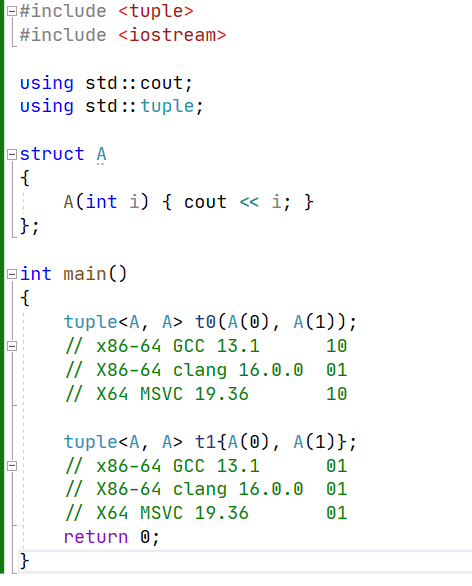 #include <tuple>
#include <iostream>
using std::cout;
using std::tuple;
struct A
{
A(int i) { cout << i; }
};
int main()
{
tuple<A, A> t0(A(0), A(1));
// x86-64 GCC 13.1 10
// X86-64 clang 16.0.0 01
// X64 MSVC 19.36 10
tuple<A, A> t1{A(0), A(1)};
// x86-64 GCC 13.1 01
// X86-64 clang 16.0.0 01
// X64 MSVC 19.36 01
return 0;
}